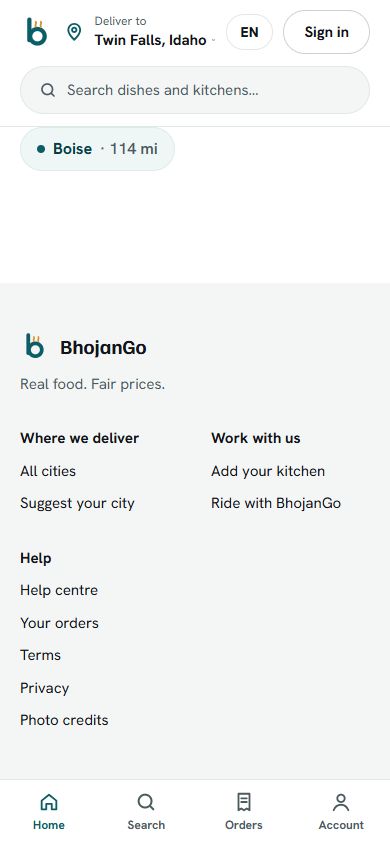 Deliver to
Twin Falls, Idaho
EN
Sign in
Search dishes and kitchens...
Boise · 114 mi
BhojanGo
Real food. Fair prices.
Where we deliver
All cities
Suggest your city
Work with us
Add your kitchen
Ride with BhojanGo
Help
Help centre
Your orders
Terms
Privacy
Photo credits
Home
Search
Orders
Account